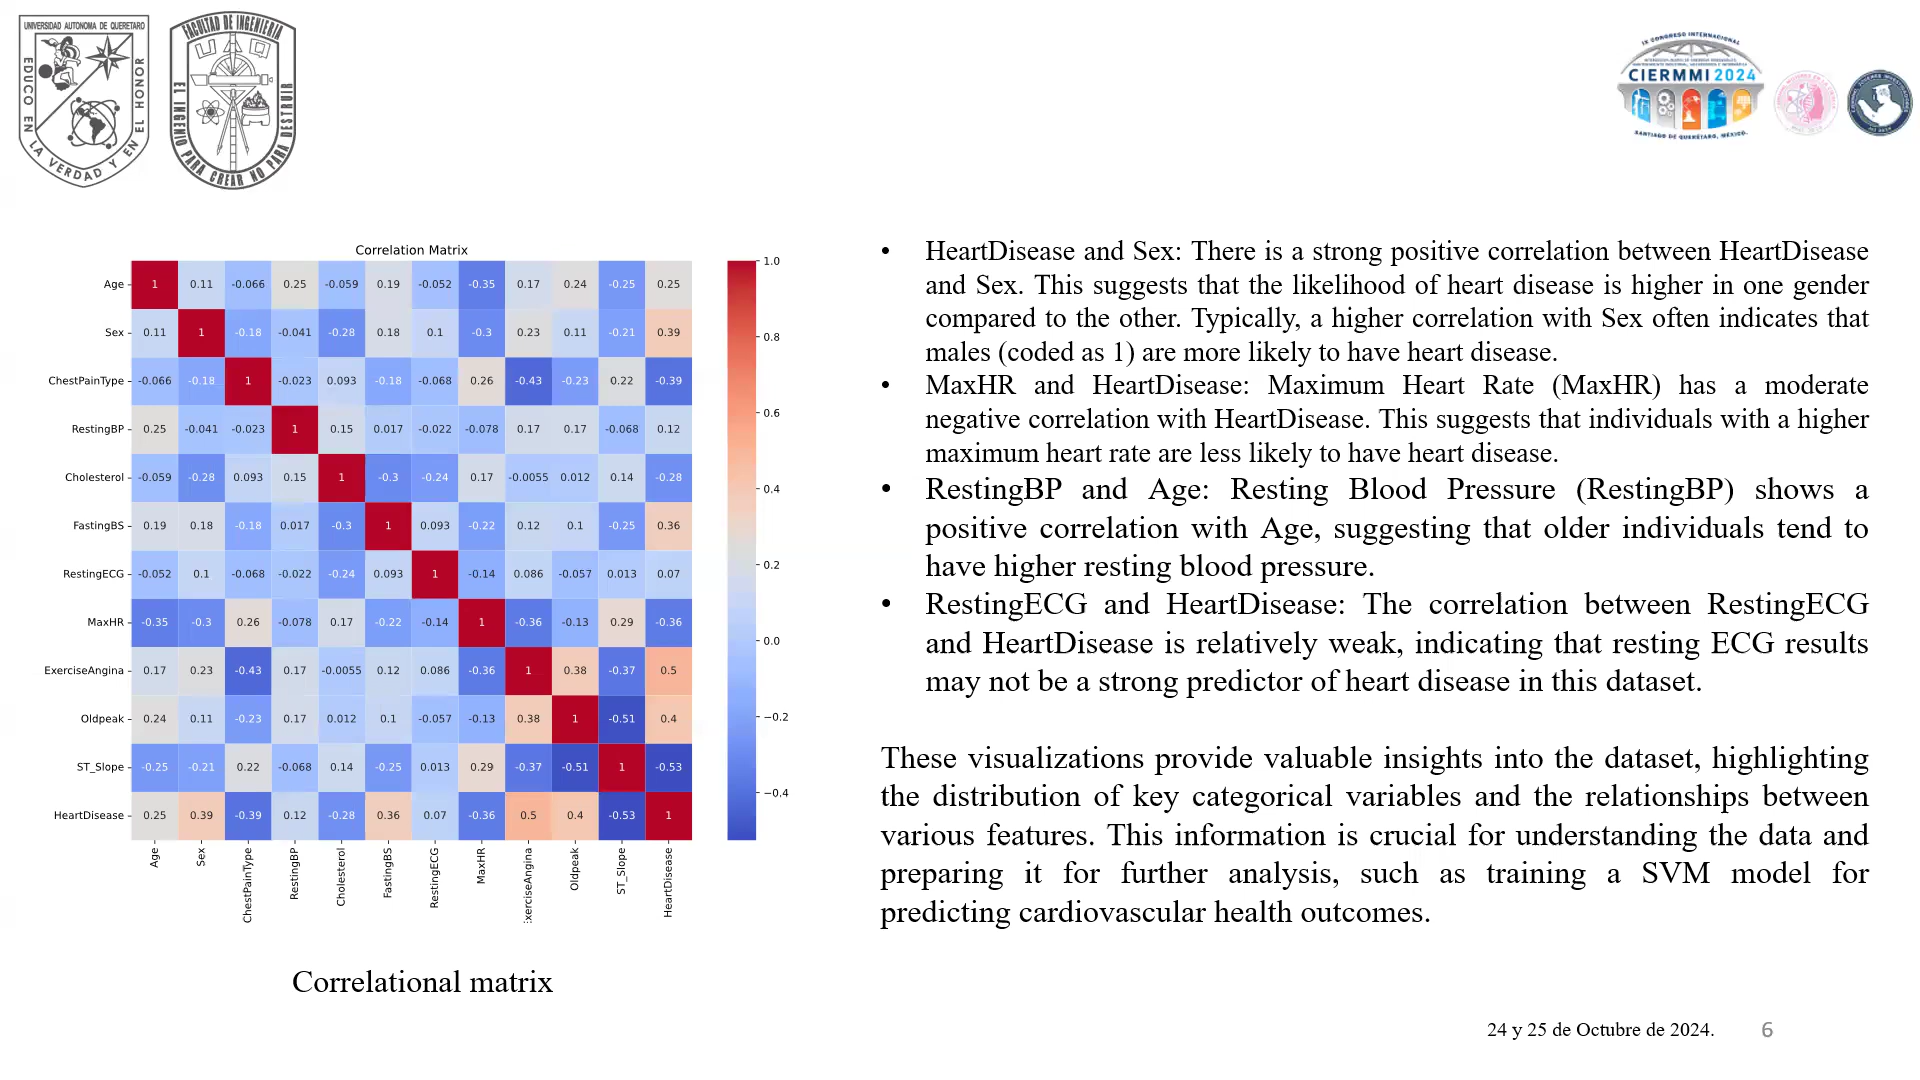 UNIVERSIDAD AUTONOMA DE QUERETARO
EDUCO EN LA VERDAD Y EN EL HONOR
FACULTAD DE INGENIERIA
UAQ
EL INGENIO PARA CREAR NO PARA DESTRUIR
IX CONGRESO INTERNACIONAL
CIERMMI 2024
SANTIAGO DE QUERÉTARO, MÉXICO.
Correlation Matrix
Age 1 0.11 -0.066 0.25 -0.059 0.19 -0.052 -0.35 0.17 0.24 -0.25 0.25
Sex 0.11 1 -0.18 -0.041 -0.28 0.18 0.1 -0.3 0.23 0.11 -0.21 0.39
ChestPainType -0.066 -0.18 1 -0.023 0.093 -0.18 -0.068 0.26 -0.43 -0.23 0.22 -0.39
RestingBP 0.25 -0.041 -0.023 1 0.15 0.017 -0.022 -0.078 0.17 0.17 -0.068 0.12
Cholesterol -0.059 -0.28 0.093 0.15 1 -0.3 -0.24 0.17 -0.0055 0.012 0.14 -0.28
FastingBS 0.19 0.18 -0.18 0.017 -0.3 1 0.093 -0.22 0.12 0.1 -0.25 0.36
RestingECG -0.052 0.1 -0.068 -0.022 -0.24 0.093 1 -0.14 0.086 -0.057 0.013 0.07
MaxHR -0.35 -0.3 0.26 -0.078 0.17 -0.22 -0.14 1 -0.36 -0.13 0.29 -0.36
ExerciseAngina 0.17 0.23 -0.43 0.17 -0.0055 0.12 0.086 -0.36 1 0.38 -0.37 0.5
Oldpeak 0.24 0.11 -0.23 0.17 0.012 0.1 -0.057 -0.13 0.38 1 -0.51 0.4
ST_Slope -0.25 -0.21 0.22 -0.068 0.14 -0.25 0.013 0.29 -0.37 -0.51 1 -0.53
HeartDisease 0.25 0.39 -0.39 0.12 -0.28 0.36 0.07 -0.36 0.5 0.4 -0.53 1
Age Sex ChestPainType RestingBP Cholesterol FastingBS RestingECG MaxHR xerciseAngina Oldpeak ST_Slope HeartDisease
1.0
0.8
0.6
0.4
0.2
0.0
−0.2
−0.4
Correlational matrix
• HeartDisease and Sex: There is a strong positive correlation between HeartDisease
and Sex. This suggests that the likelihood of heart disease is higher in one gender
compared to the other. Typically, a higher correlation with Sex often indicates that
males (coded as 1) are more likely to have heart disease.
• MaxHR and HeartDisease: Maximum Heart Rate (MaxHR) has a moderate
negative correlation with HeartDisease. This suggests that individuals with a higher
maximum heart rate are less likely to have heart disease.
• RestingBP and Age: Resting Blood Pressure (RestingBP) shows a
positive correlation with Age, suggesting that older individuals tend to
have higher resting blood pressure.
• RestingECG and HeartDisease: The correlation between RestingECG
and HeartDisease is relatively weak, indicating that resting ECG results
may not be a strong predictor of heart disease in this dataset.
These visualizations provide valuable insights into the dataset, highlighting
the distribution of key categorical variables and the relationships between
various features. This information is crucial for understanding the data and
preparing it for further analysis, such as training a SVM model for
predicting cardiovascular health outcomes.
24 y 25 de Octubre de 2024.
6